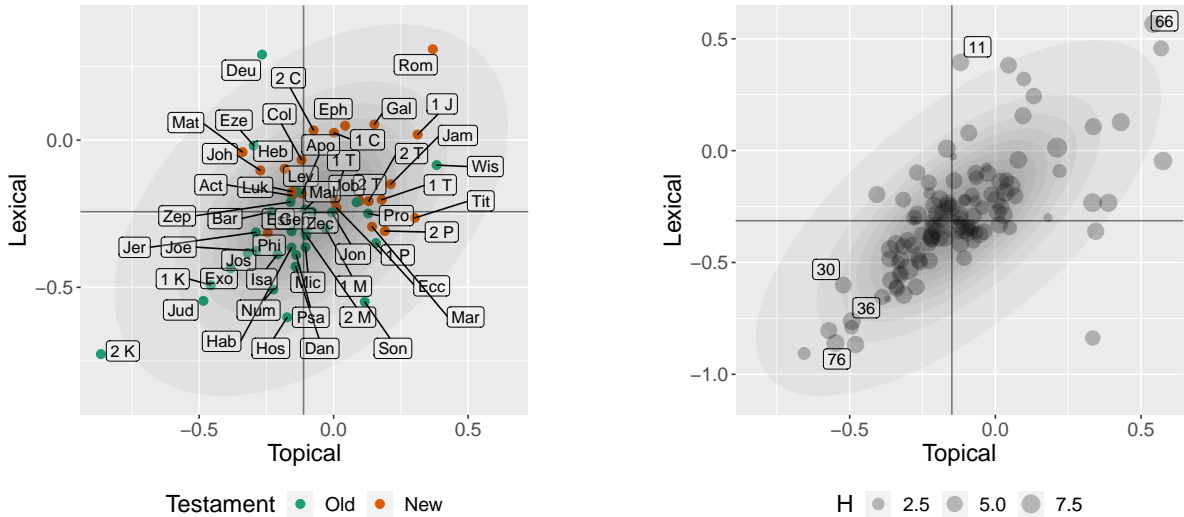 Deu
Rom
2 C
Col
Eph
Gal
1 J
Mat
Eze
Apo
1 C
Jam
Joh
Heb
1 T
2 T
Wis
Lev
Act
Luk
Mal
Job
2 T
1 T
Tit
Zep
Bar
Est
Gen
Zec
Pro
2 P
Jer
Joe
Phi
Jos
Jon
1 P
1 K
Exo
Isa
Mic
1 M
Ecc
Jud
Num
Psa
2 M
Mar
Hab
Hos
Dan
Son
2 K
0.0
−0.5
Lexical
−0.5
0.0
0.5
Topical
Testament
Old
New
66
11
30
36
76
0.5
0.0
−0.5
−1.0
Lexical
−0.5
0.0
0.5
Topical
H
2.5
5.0
7.5